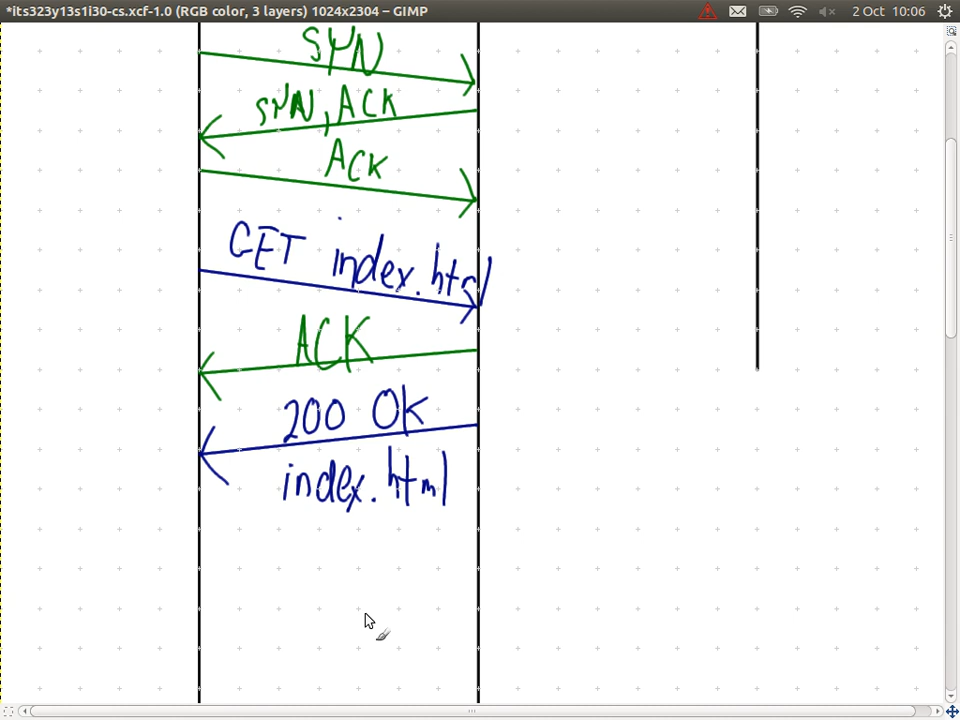 *its323y13s1i30-cs.xcf-1.0 (RGB color, 3 layers) 1024x2304 – GIMP
2 Oct 10:06
SYN
SYN, ACK
ACK
GET index.html
ACK
200 OK
index.html